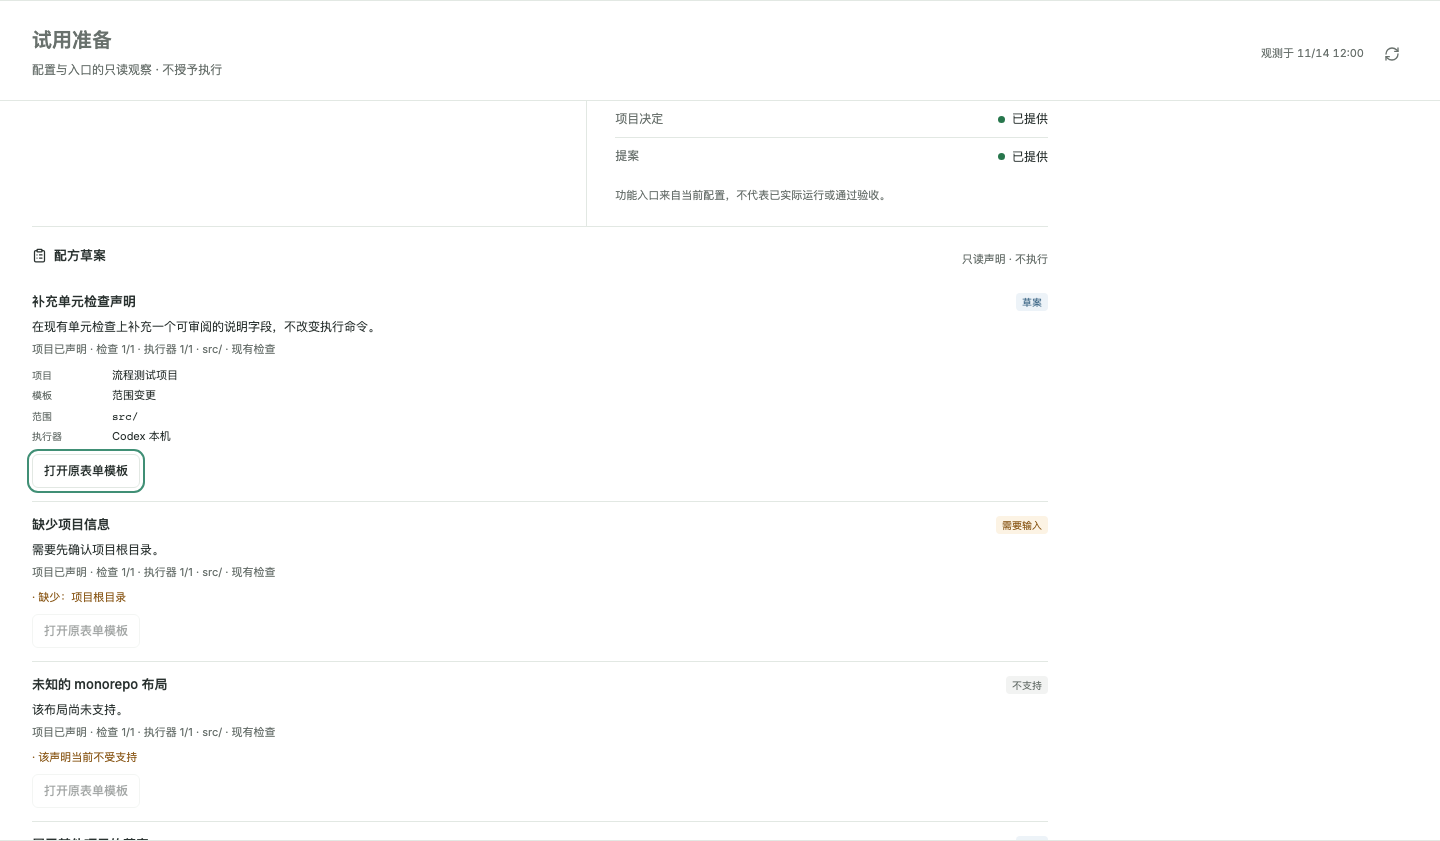 试用准备
配置与入口的只读观察 · 不授予执行
观测于 11/14 12:00
项目决定
已提供
提案
已提供
功能入口来自当前配置，不代表已实际运行或通过验收。
配方草案
只读声明 · 不执行
补充单元检查声明
草案
在现有单元检查上补充一个可审阅的说明字段，不改变执行命令。
项目已声明 · 检查 1/1 · 执行器 1/1 · src/ · 现有检查
项目 流程测试项目
模板 范围变更
范围 src/
执行器 Codex 本机
打开原表单模板
缺少项目信息
需要输入
需要先确认项目根目录。
项目已声明 · 检查 1/1 · 执行器 1/1 · src/ · 现有检查
· 缺少：项目根目录
打开原表单模板
未知的 monorepo 布局
不支持
该布局尚未支持。
项目已声明 · 检查 1/1 · 执行器 1/1 · src/ · 现有检查
· 该声明当前不受支持
打开原表单模板